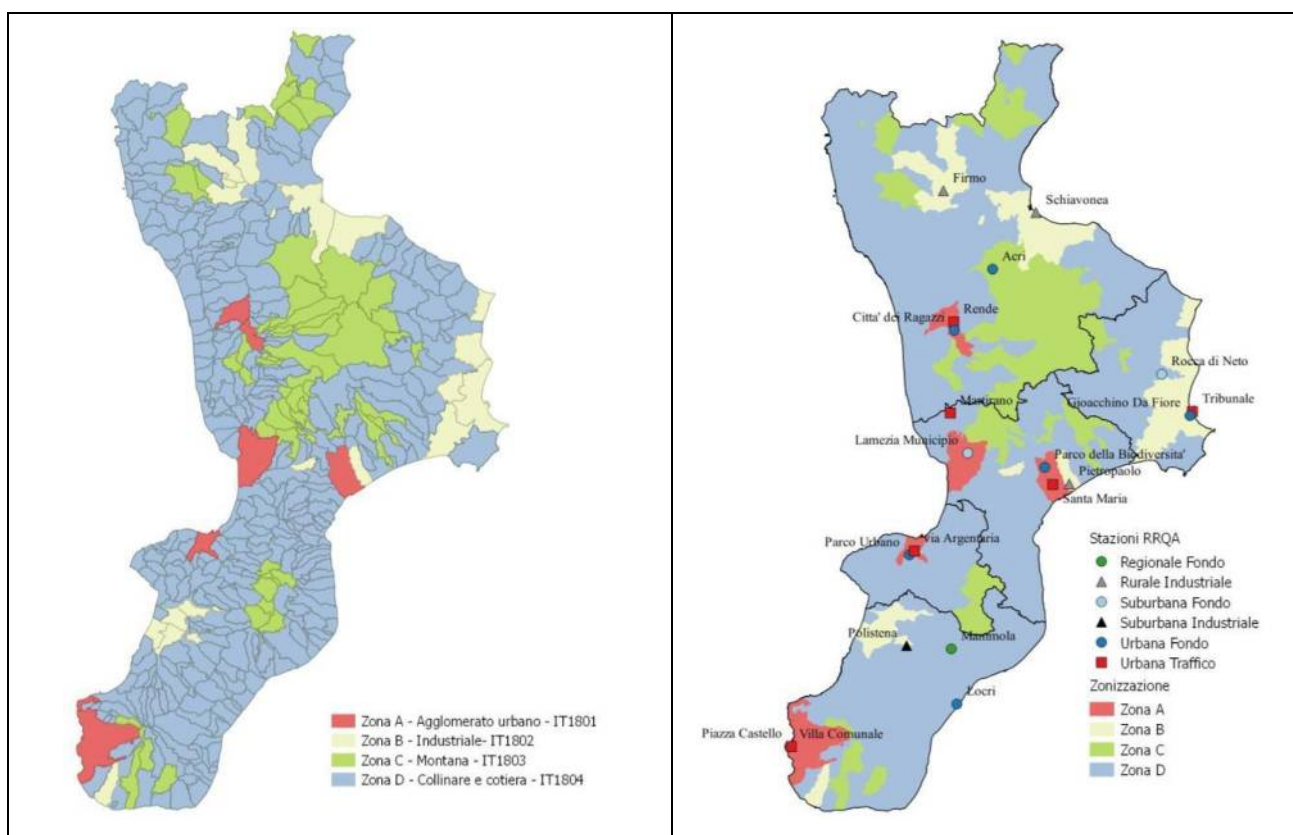 Zona A - Agglomerato urbano - IT1801
Zona B - Industriale- IT1802
Zona C - Montana - IT1803
Zona D - Collinare e cotiera - IT1804
Firmo
Schiavonea
Acri
Rende
Citta' dei Ragazzi
Rocca di Neto
Martirano
Gioacchino Da Fiore
Tribunale
Lamezia Municipio
Parco della Biodiversita'
Pietropaolo
Santa Maria
Parco Urbano
Via Argentaria
Polistena
Mammola
Locri
Piazza Castello
Villa Comunale
Stazioni RRQA
Regionale Fondo
Rurale Industriale
Suburbana Fondo
Suburbana Industriale
Urbana Fondo
Urbana Traffico
Zonizzazione
Zona A
Zona B
Zona C
Zona D